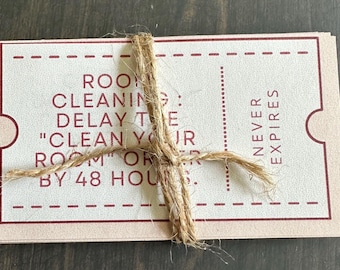 ROOM
CLEANING :
DELAY THE
"CLEAN YOUR
ROOM" ORDER
BY 48 HOURS.
NEVER
EXPIRES